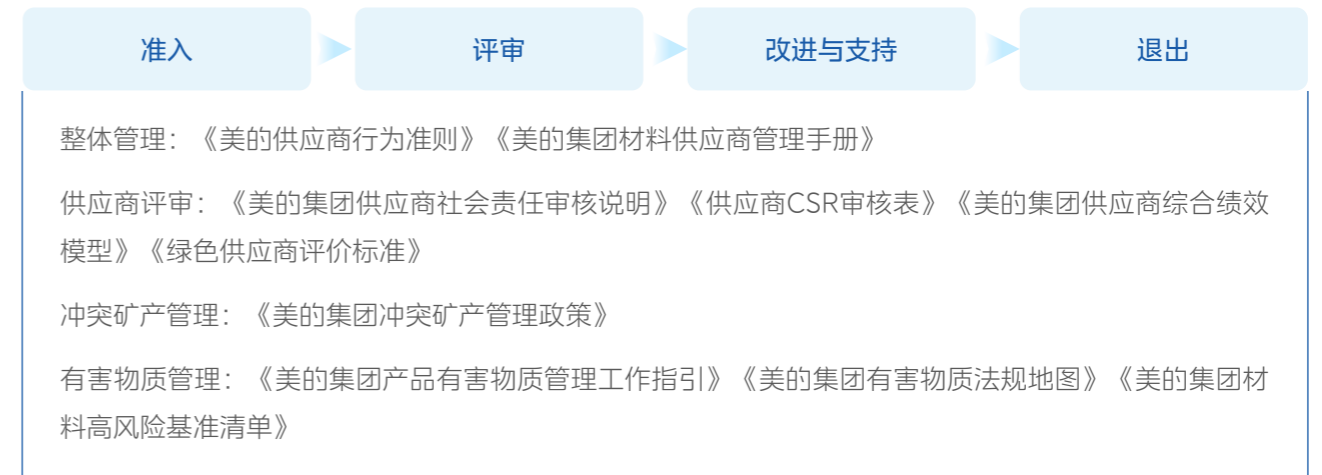 准入
评审
改进与支持
退出
整体管理：《美的供应商行为准则》《美的集团材料供应商管理手册》
供应商评审：《美的集团供应商社会责任审核说明》《供应商CSR审核表》《美的集团供应商综合绩效
模型》《绿色供应商评价标准》
冲突矿产管理：《美的集团冲突矿产管理政策》
有害物质管理：《美的集团产品有害物质管理工作指引》《美的集团有害物质法规地图》《美的集团材
料高风险基准清单》